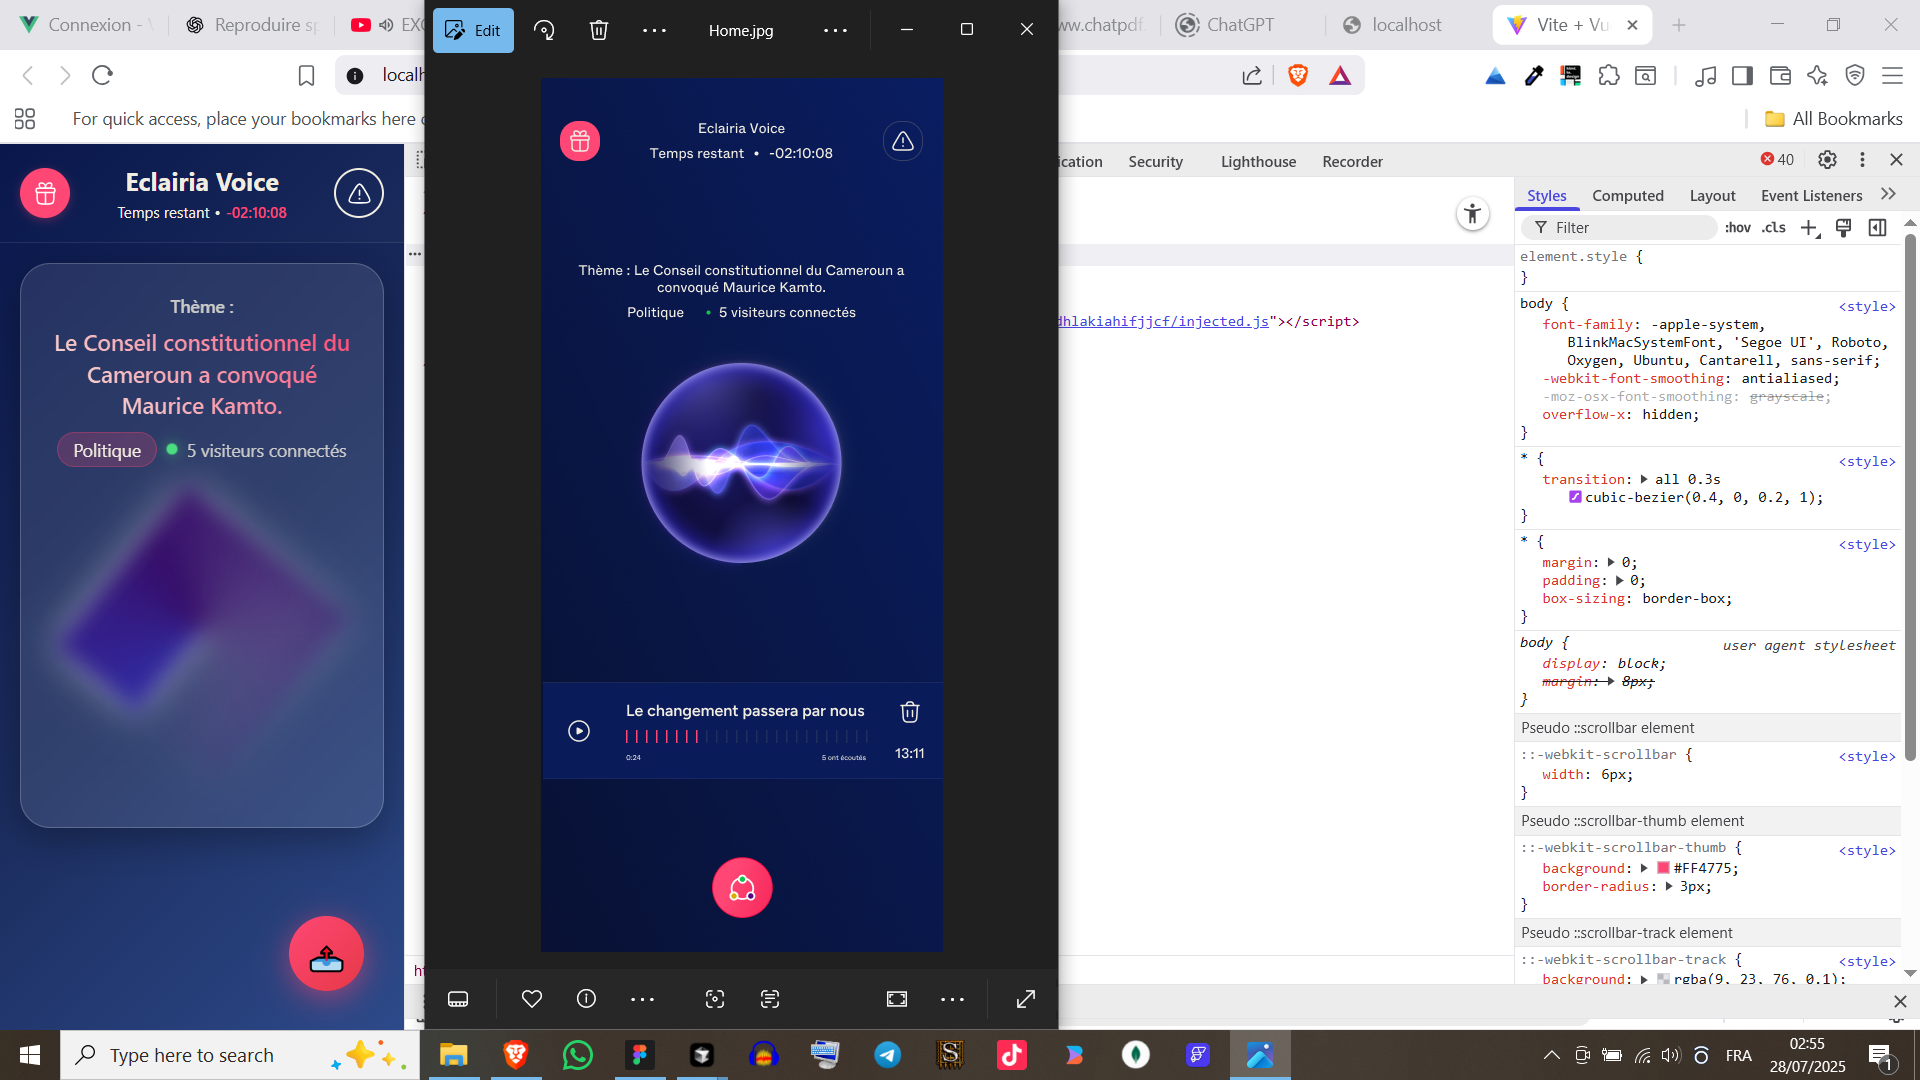 Connexion -
Reproduire sp
EXC
Edit
Home.jpg
ww.chatpdf.
ChatGPT
localhost
Vite + Vu
localh
For quick access, place your bookmarks here
All Bookmarks
Eclairia Voice
Temps restant • -02:10:08
Thème :
Le Conseil constitutionnel du
Cameroun a convoqué
Maurice Kamto.
Politique
5 visiteurs connectés
Eclairia Voice
Temps restant • -02:10:08
Thème : Le Conseil constitutionnel du Cameroun a
convoqué Maurice Kamto.
Politique • 5 visiteurs connectés
Le changement passera par nous
0:24
5 ont écoutés
13:11
ication
Security
Lighthouse
Recorder
40
dhlakiahifjjcf/injected.js"></script>
Styles
Computed
Layout
Event Listeners
Filter
:hov
.cls
element.style {
}
body {
<style>
font-family: -apple-system,
BlinkMacSystemFont, 'Segoe UI', Roboto,
Oxygen, Ubuntu, Cantarell, sans-serif;
-webkit-font-smoothing: antialiased;
-moz-osx-font-smoothing: grayscale;
overflow-x: hidden;
}
* {
<style>
transition: all 0.3s
cubic-bezier(0.4, 0, 0.2, 1);
}
* {
<style>
margin: 0;
padding: 0;
box-sizing: border-box;
}
body {
user agent stylesheet
display: block;
margin: 8px;
}
Pseudo ::scrollbar element
::-webkit-scrollbar {
<style>
width: 6px;
}
Pseudo ::scrollbar-thumb element
::-webkit-scrollbar-thumb {
<style>
background: #FF4775;
border-radius: 3px;
}
Pseudo ::scrollbar-track element
::-webkit-scrollbar-track {
<style>
background: rgba(9, 23, 76, 0.1);
Type here to search
FRA
02:55
28/07/2025
1